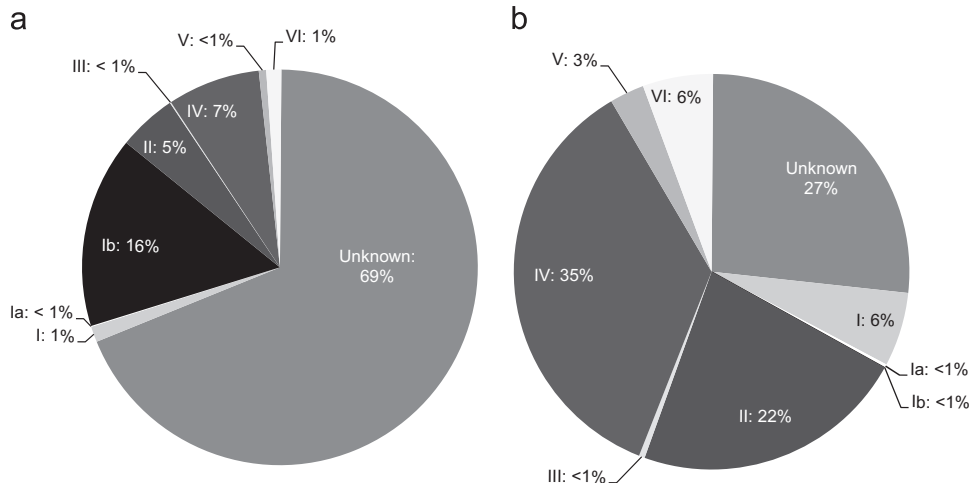 a
V: <1%
VI: 1%
III: < 1%
IV: 7%
II: 5%
Ib: 16%
Unknown:
69%
Ia: < 1%
I: 1%
b
V: 3%
VI: 6%
Unknown
27%
IV: 35%
I: 6%
Ia: <1%
Ib: <1%
II: 22%
III: <1%